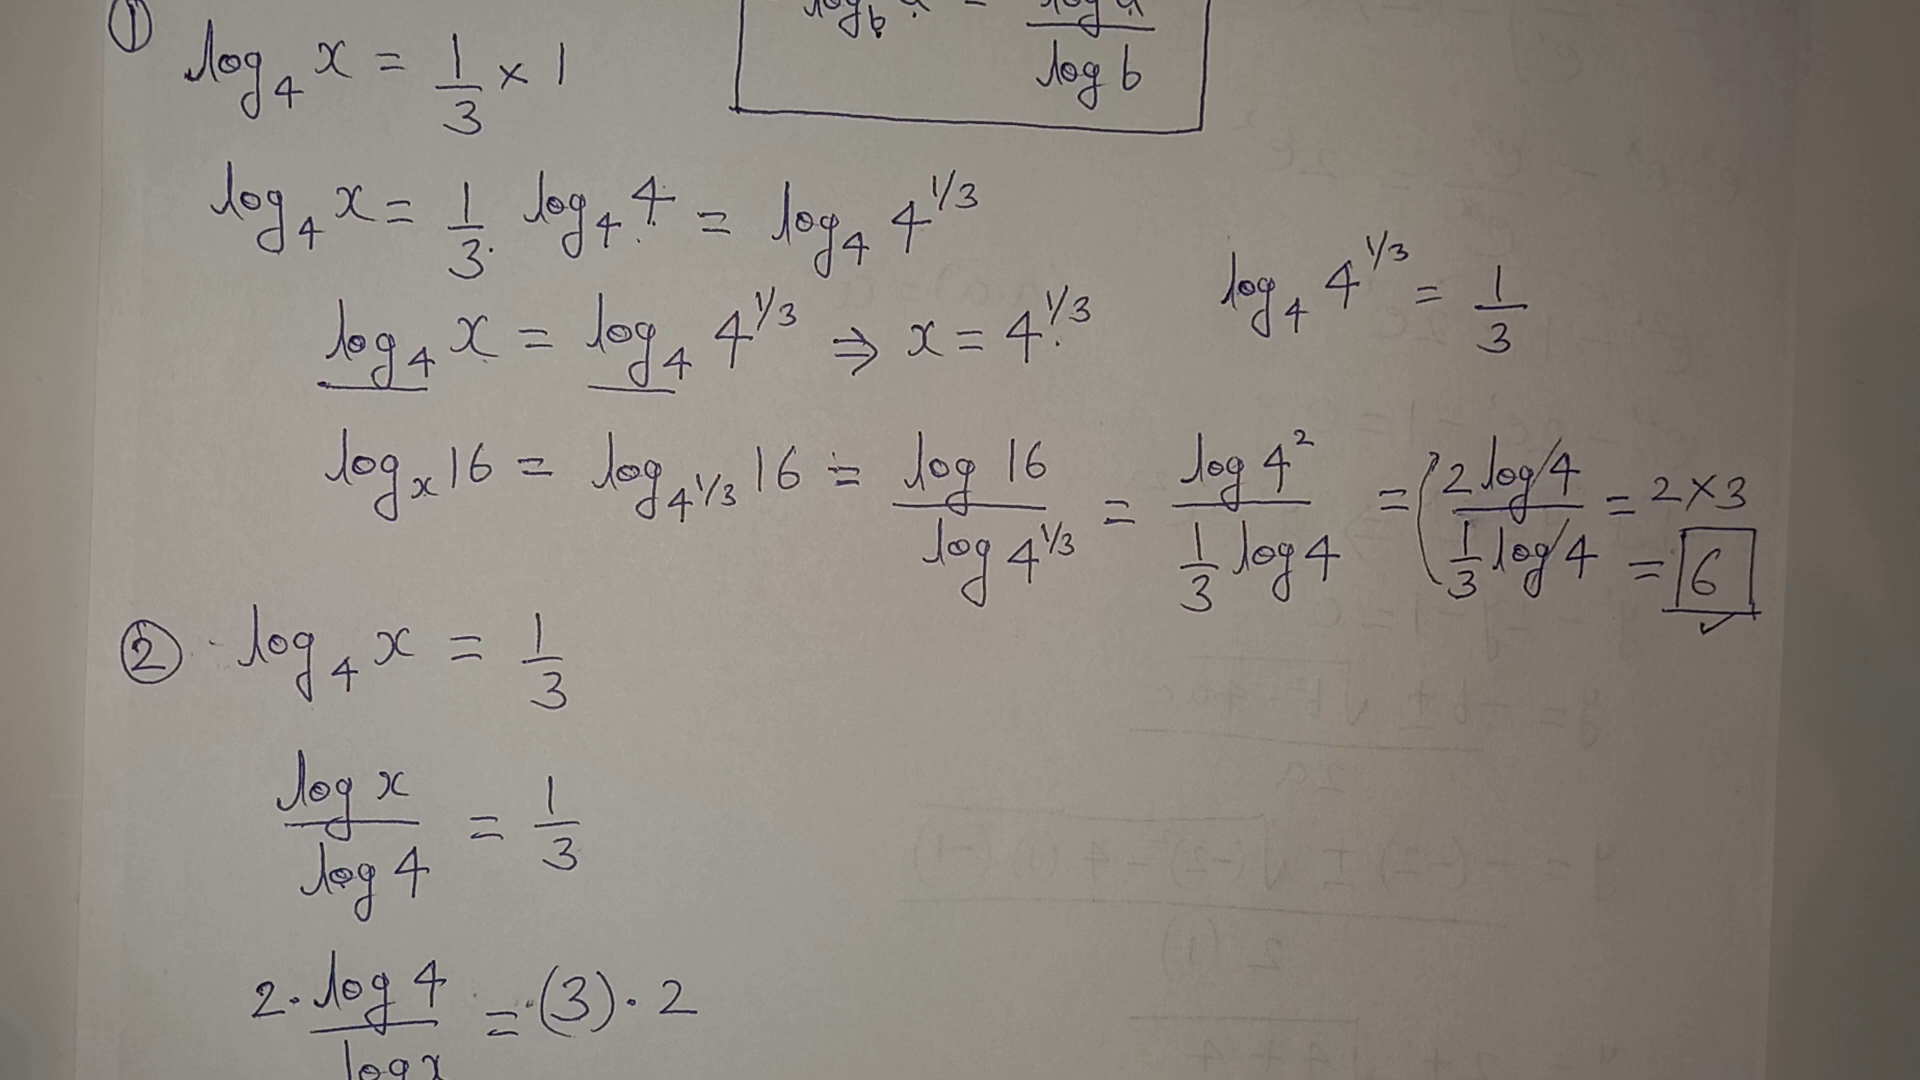 ①
log₄ x = 1/3 × 1
log_b a = log a / log b
log₄ x = 1/3 log₄ 4 = log₄ 4^1/3
log₄ 4^1/3 = 1/3
log₄ x = log₄ 4^1/3 ⇒ x = 4^1/3
logₓ 16 = log_4^1/3 16 = log 16 / log 4^1/3 = log 4² / 1/3 log 4 = 2 log 4 / 1/3 log 4 = 2×3
= 6
② log₄ x = 1/3
log x / log 4 = 1/3
2 · log 4 / log x = (3) · 2